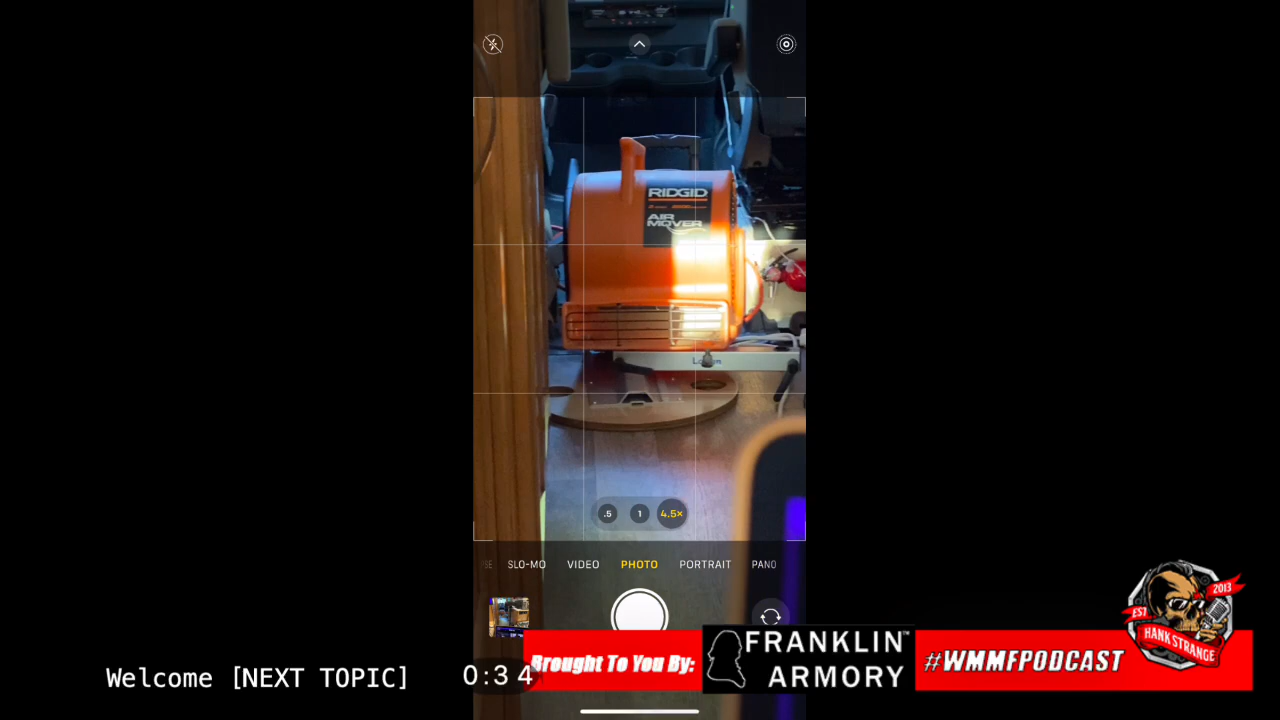 RIDGID
AIR
MOVER
.5
1
4.5×
SLO-MO
VIDEO
PHOTO
PORTRAIT
PANO
2013
EST
HANK STRANGE
Welcome [NEXT TOPIC]
0:34
Brought To You By:
FRANKLIN™
ARMORY
#WMMFPODCAST